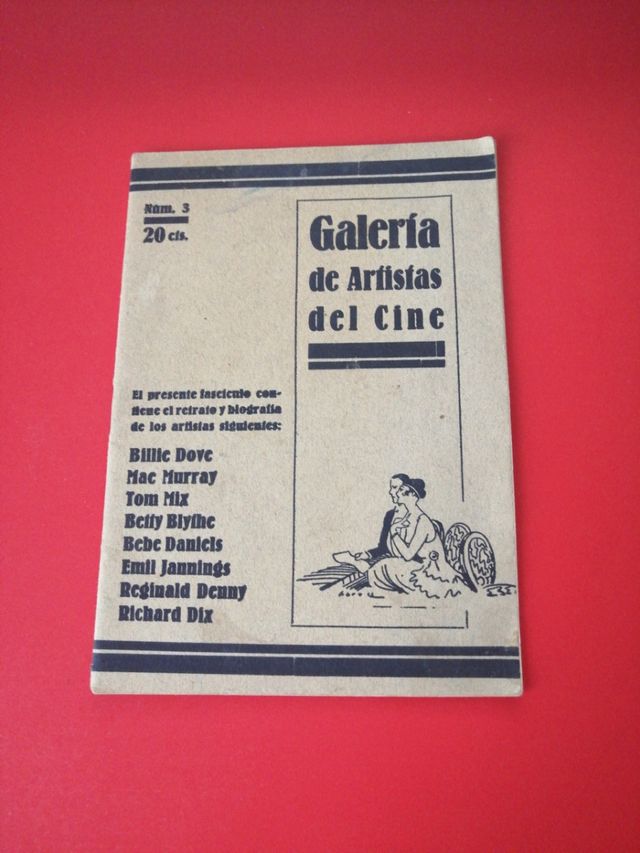 Núm. 3
20 cts.
Galería
de Artistas
del Cine
El presente fascículo con-
tiene el retrato y biografía
de los artistas siguientes:
Billie Dove
Mae Murray
Tom Mix
Betty Blythe
Bebe Daniels
Emil Jannings
Reginald Denny
Richard Dix